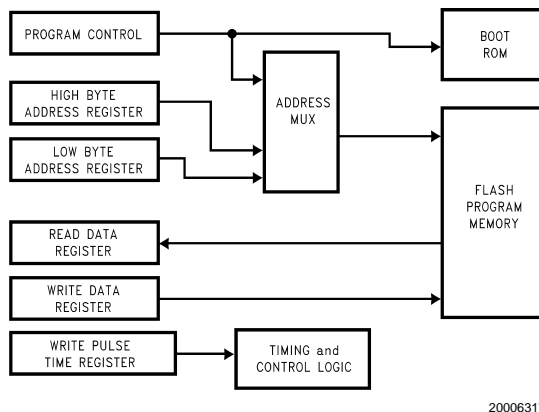 PROGRAM CONTROL
BOOT
ROM
HIGH BYTE
ADDRESS REGISTER
ADDRESS
MUX
LOW BYTE
ADDRESS REGISTER
FLASH
PROGRAM
MEMORY
READ DATA
REGISTER
WRITE DATA
REGISTER
WRITE PULSE
TIME REGISTER
TIMING and
CONTROL LOGIC
2000631